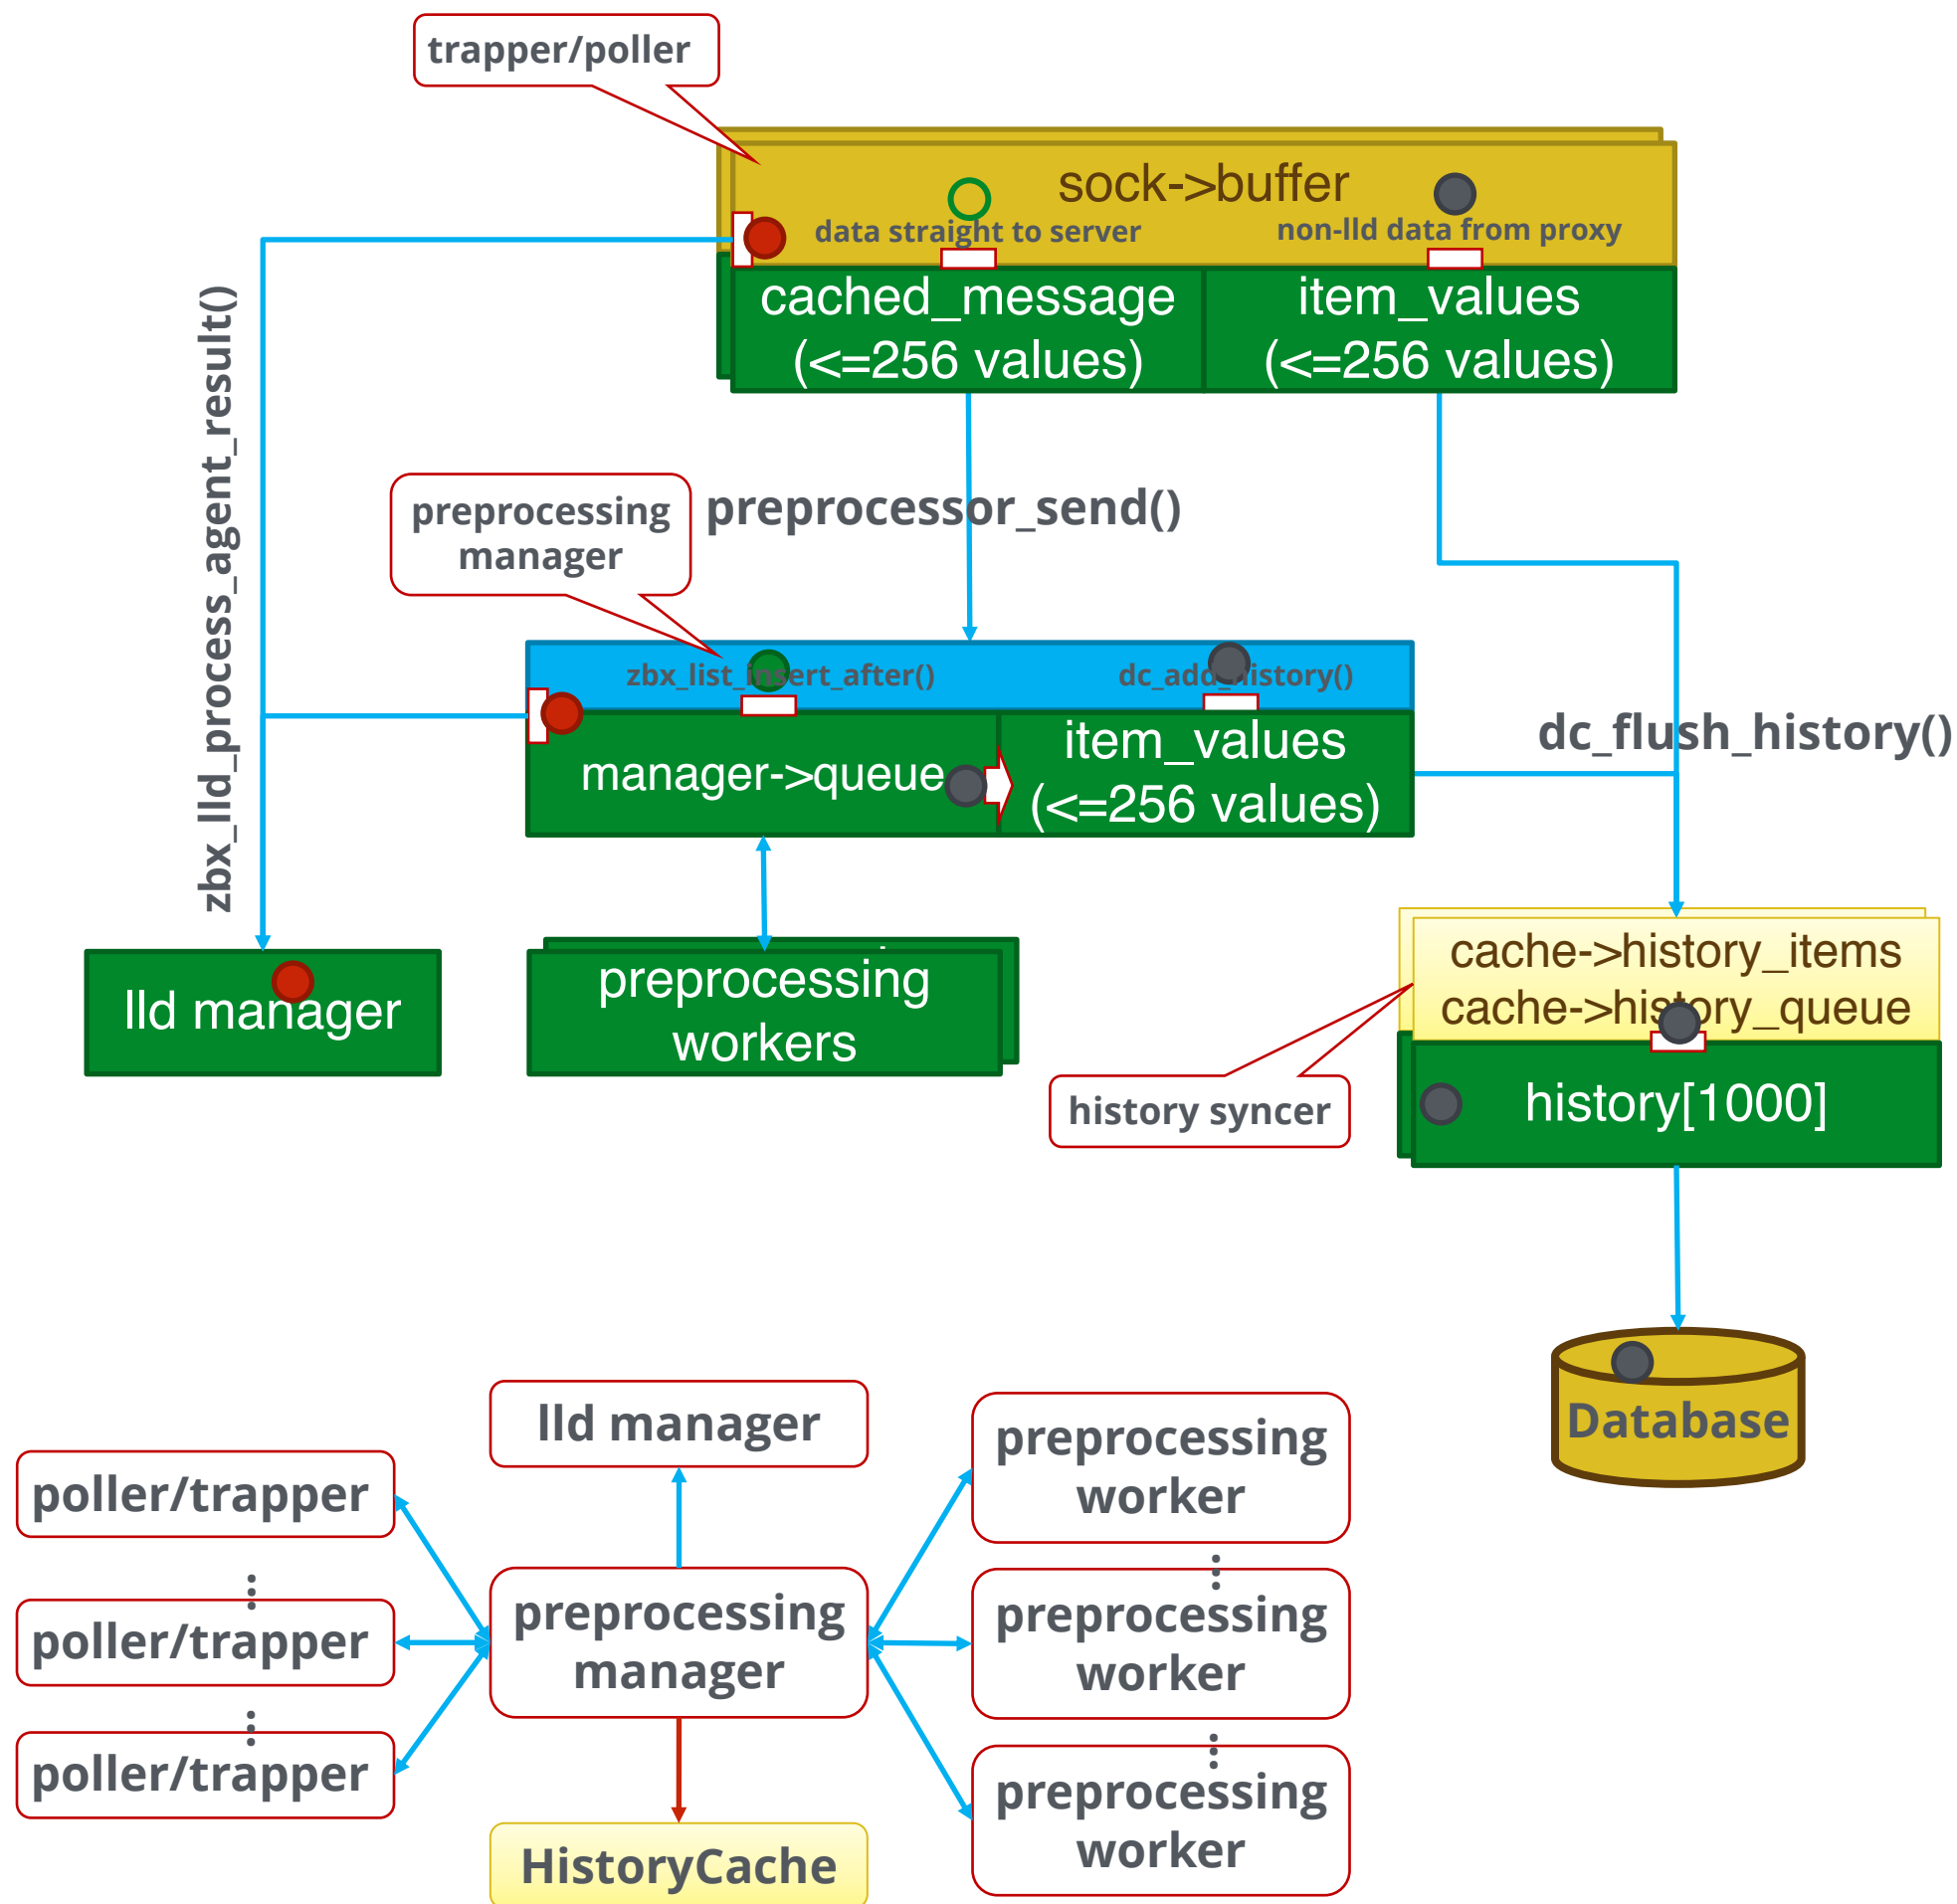 trapper/poller
sock->buffer
data straight to server
non-lld data from proxy
cached_message
(<=256 values)
item_values
(<=256 values)
zbx_lld_process_agent_result()
preprocessing
manager
preprocessor_send()
zbx_list_insert_after()
dc_add_history()
manager->queue
item_values
(<=256 values)
dc_flush_history()
lld manager
preprocessing
workers
cache->history_items
cache->history_queue
history syncer
history[1000]
Database
lld manager
poller/trapper
poller/trapper
poller/trapper
preprocessing
manager
HistoryCache
preprocessing
worker
preprocessing
worker
preprocessing
worker